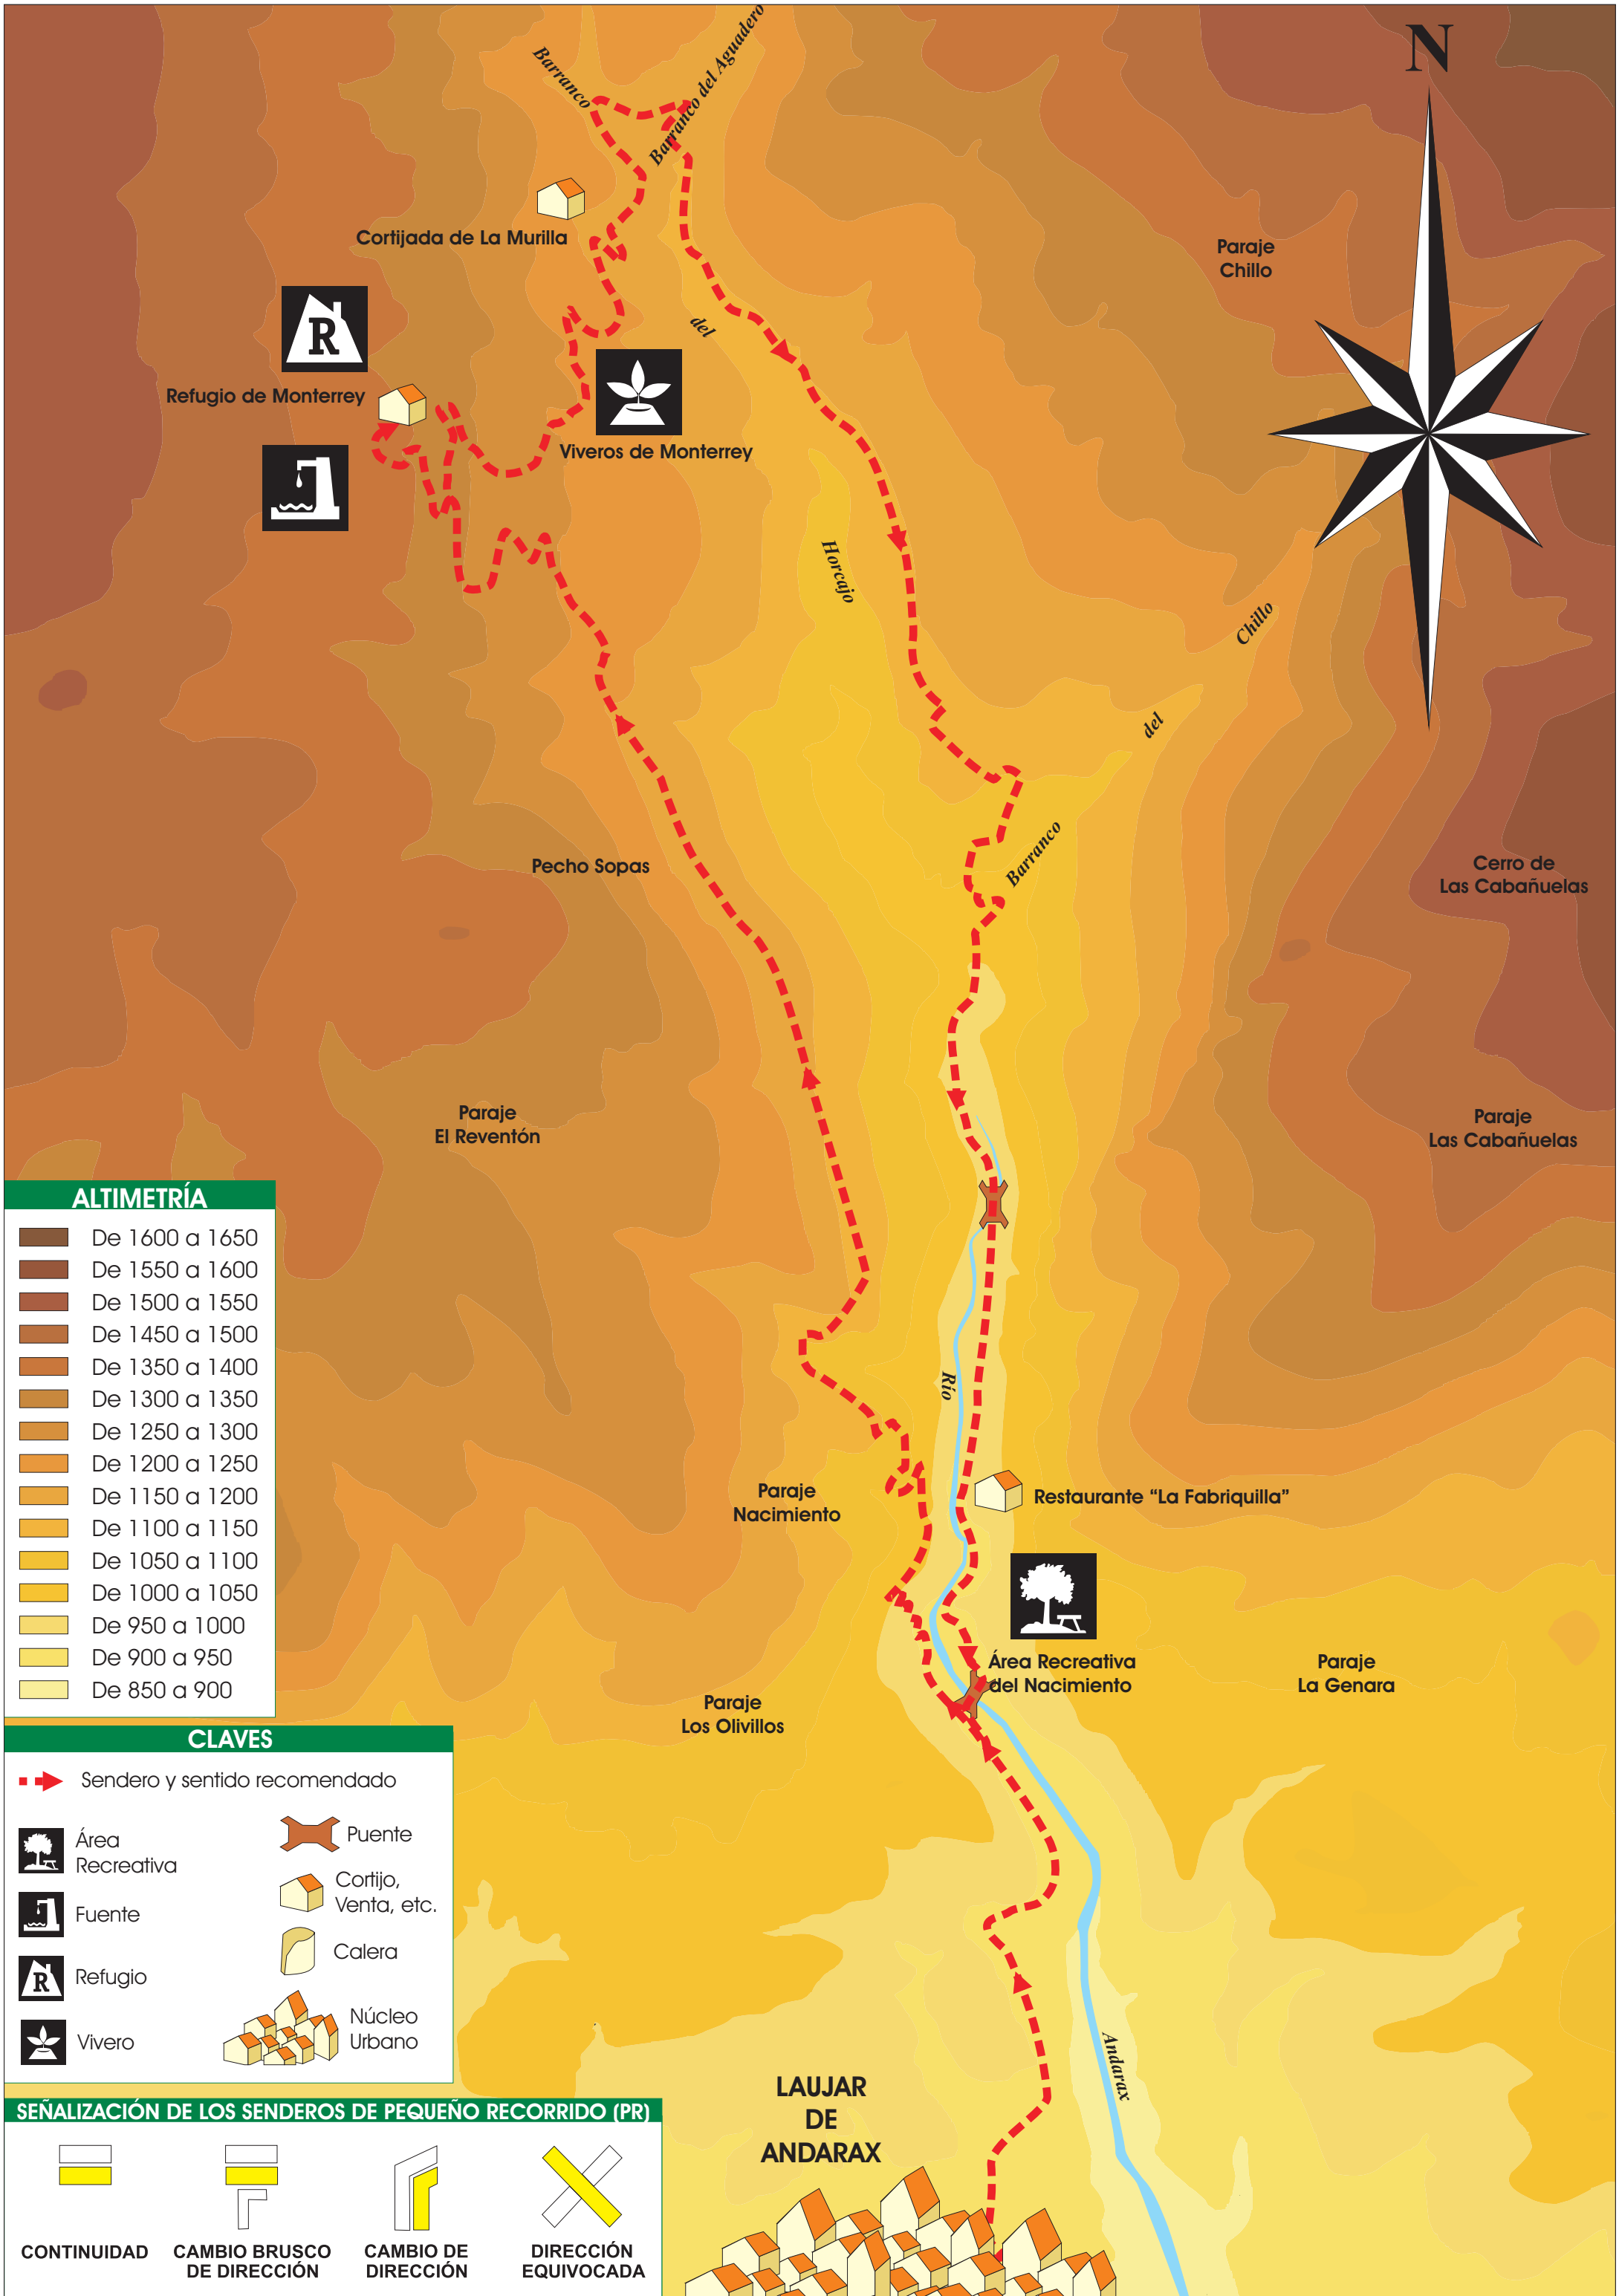 N
Barranco
Barranco del Aguadero
Cortijada de La Murilla
Paraje
Chillo
R
Refugio de Monterrey
del
Viveros de Monterrey
Horcajo
Chillo
del
Barranco
Pecho Sopas
Cerro de
Las Cabañuelas
Paraje
El Reventón
Paraje
Las Cabañuelas
Río
Paraje
Nacimiento
Restaurante “La Fabriquilla”
Área Recreativa
del Nacimiento
Paraje
La Genara
Paraje
Los Olivillos
Andarax
LAUJAR
DE
ANDARAX
ALTIMETRÍA
De 1600 a 1650
De 1550 a 1600
De 1500 a 1550
De 1450 a 1500
De 1350 a 1400
De 1300 a 1350
De 1250 a 1300
De 1200 a 1250
De 1150 a 1200
De 1100 a 1150
De 1050 a 1100
De 1000 a 1050
De 950 a 1000
De 900 a 950
De 850 a 900
CLAVES
Sendero y sentido recomendado
Área
Recreativa
Fuente
R
Refugio
Vivero
Puente
Cortijo,
Venta, etc.
Calera
Núcleo
Urbano
SEÑALIZACIÓN DE LOS SENDEROS DE PEQUEÑO RECORRIDO (PR)
CONTINUIDAD
CAMBIO BRUSCO
DE DIRECCIÓN
CAMBIO DE
DIRECCIÓN
DIRECCIÓN
EQUIVOCADA